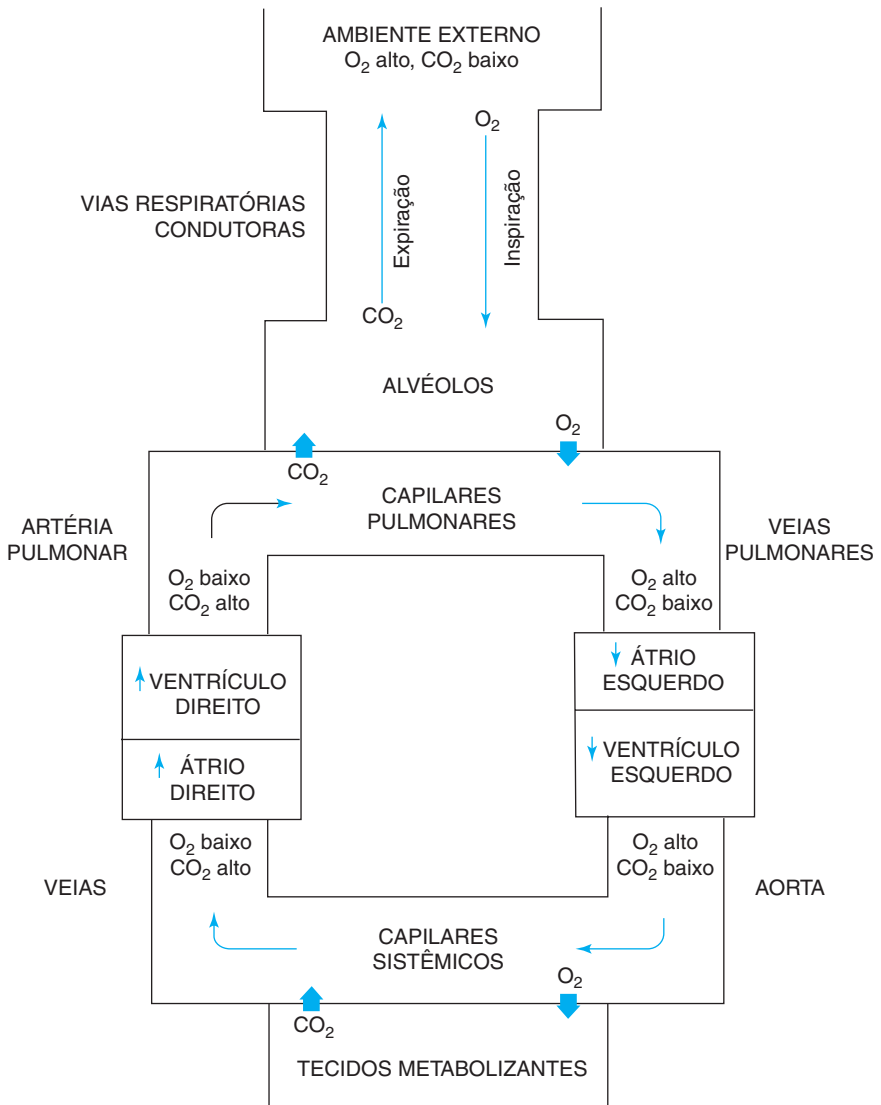 AMBIENTE EXTERNO
O₂ alto, CO₂ baixo
O₂
Expiração
Inspiração
VIAS RESPIRATÓRIAS
CONDUTORAS
CO₂
ALVÉOLOS
O₂
CO₂
CAPILARES
PULMONARES
ARTÉRIA
PULMONAR
VEIAS
PULMONARES
O₂ baixo
CO₂ alto
O₂ alto
CO₂ baixo
VENTRÍCULO
DIREITO
ÁTRIO
ESQUERDO
ÁTRIO
DIREITO
VENTRÍCULO
ESQUERDO
O₂ baixo
CO₂ alto
O₂ alto
CO₂ baixo
VEIAS
AORTA
CAPILARES
SISTÊMICOS
O₂
CO₂
TECIDOS METABOLIZANTES